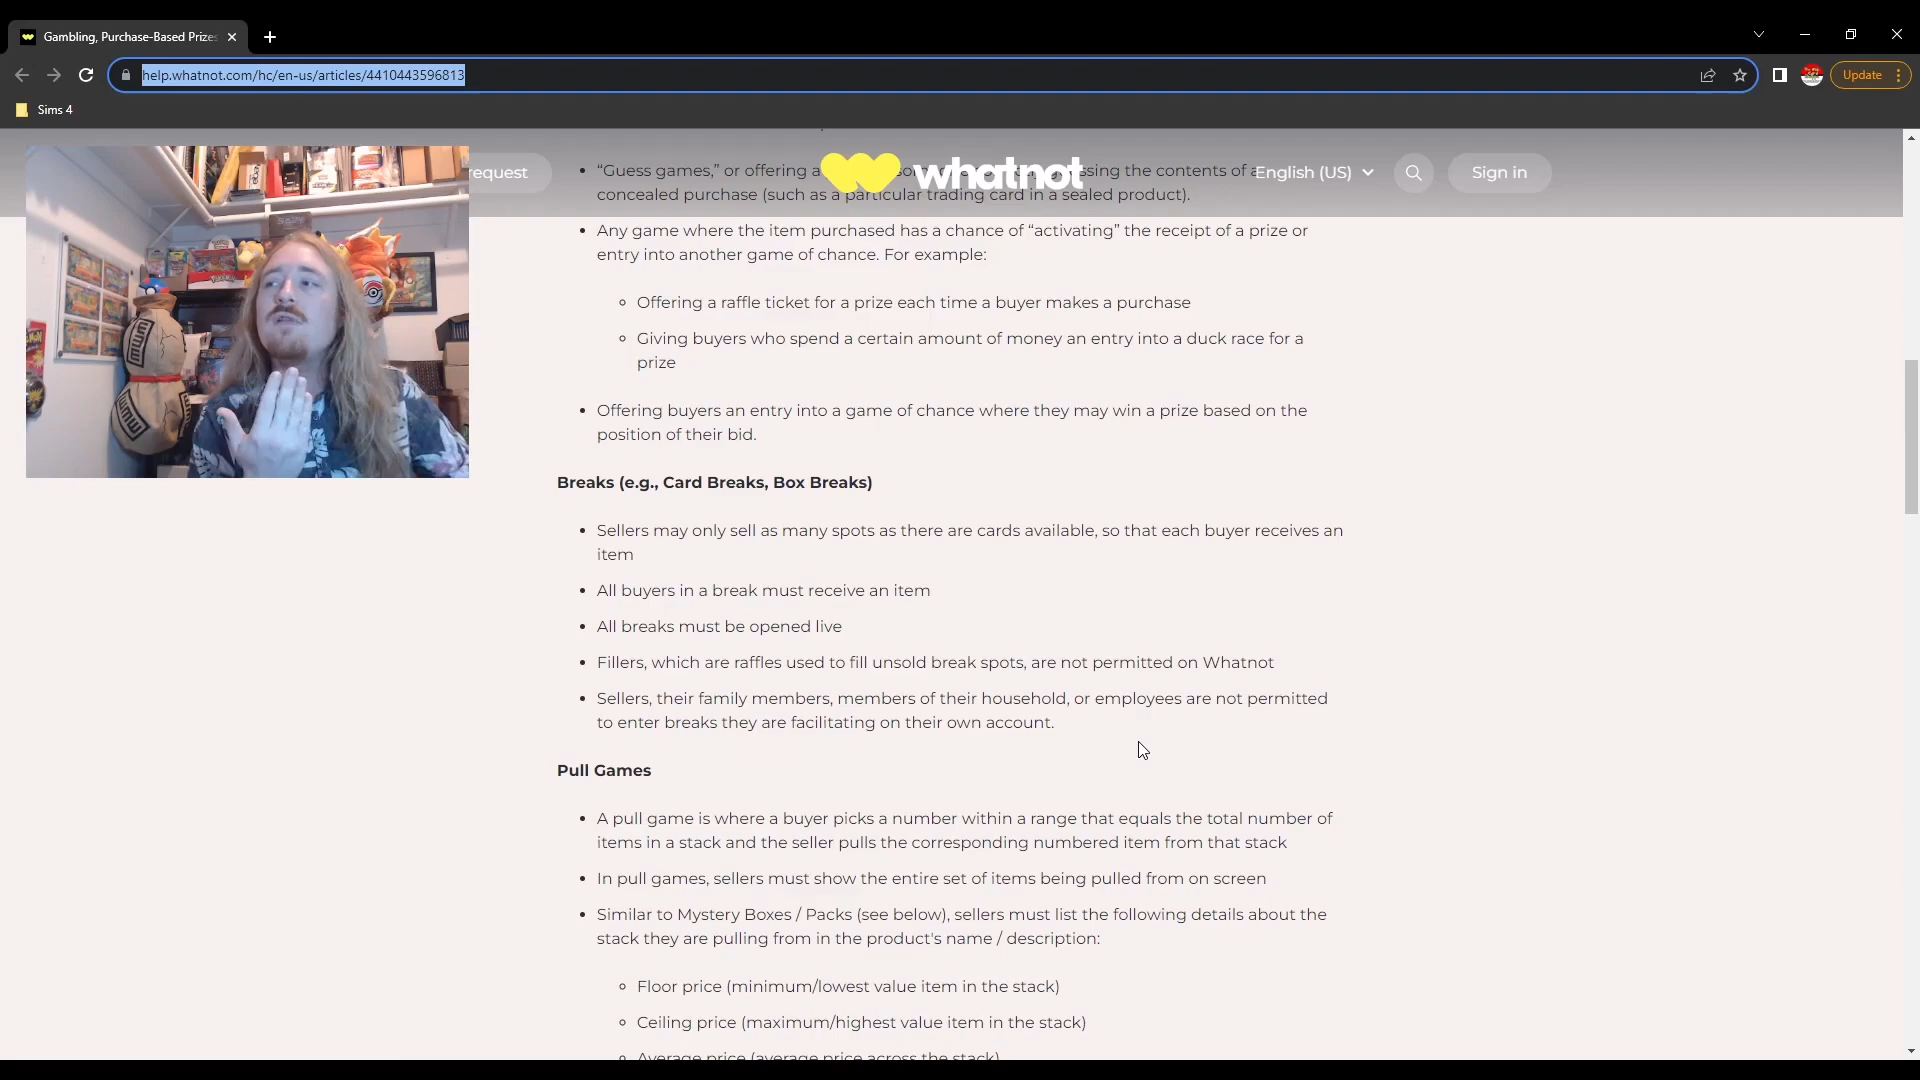 Gambling, Purchase-Based Prizes
help.whatnot.com/hc/en-us/articles/4410443596813
Update
Sims 4
request
whatnot
English (US)
Sign in
• “Guess games,” or offering a guessing the contents of a
concealed purchase (such as a particular trading card in a sealed product).
• Any game where the item purchased has a chance of “activating” the receipt of a prize or
entry into another game of chance. For example:
○ Offering a raffle ticket for a prize each time a buyer makes a purchase
○ Giving buyers who spend a certain amount of money an entry into a duck race for a
prize
• Offering buyers an entry into a game of chance where they may win a prize based on the
position of their bid.
Breaks (e.g., Card Breaks, Box Breaks)
• Sellers may only sell as many spots as there are cards available, so that each buyer receives an
item
• All buyers in a break must receive an item
• All breaks must be opened live
• Fillers, which are raffles used to fill unsold break spots, are not permitted on Whatnot
• Sellers, their family members, members of their household, or employees are not permitted
to enter breaks they are facilitating on their own account.
Pull Games
• A pull game is where a buyer picks a number within a range that equals the total number of
items in a stack and the seller pulls the corresponding numbered item from that stack
• In pull games, sellers must show the entire set of items being pulled from on screen
• Similar to Mystery Boxes / Packs (see below), sellers must list the following details about the
stack they are pulling from in the product's name / description:
○ Floor price (minimum/lowest value item in the stack)
○ Ceiling price (maximum/highest value item in the stack)
○ Average price (average price across the stack)